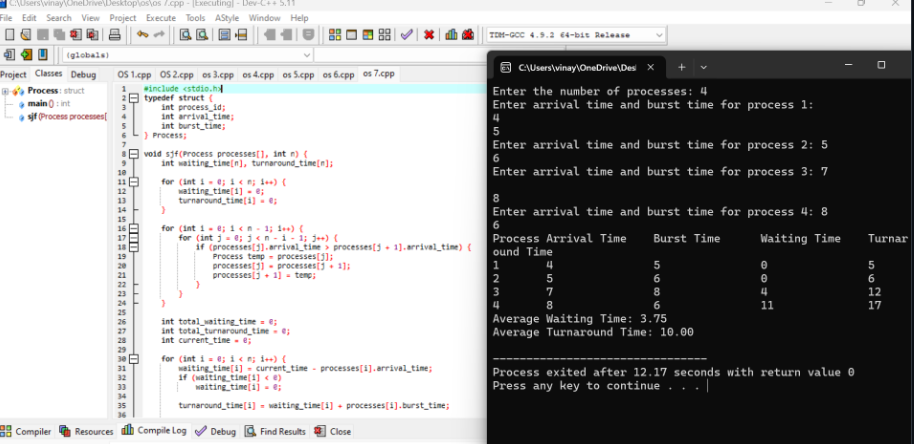 C:\Users\vinay\OneDrive\Desktop\os\os 7.cpp - [Executing] - Dev-C++ 5.11
File Edit Search View Project Execute Tools AStyle Window Help
TDM-GCC 4.9.2 64-bit Release
(globals)
Project Classes Debug
Process : struct
main () : int
sjf (Process processes[]
OS 1.cpp OS 2.cpp os 3.cpp os 4.cpp os 5.cpp os 6.cpp os 7.cpp
1 #include <stdio.h>
2 typedef struct {
3 int process_id;
4 int arrival_time;
5 int burst_time;
6 } Process;
7
8 void sjf(Process processes[], int n) {
9 int waiting_time[n], turnaround_time[n];
10
11 for (int i = 0; i < n; i++) {
12 waiting_time[i] = 0;
13 turnaround_time[i] = 0;
14 }
15
16 for (int i = 0; i < n - 1; i++) {
17 for (int j = 0; j < n - i - 1; j++) {
18 if (processes[j].arrival_time > processes[j + 1].arrival_time) {
19 Process temp = processes[j];
20 processes[j] = processes[j + 1];
21 processes[j + 1] = temp;
22 }
23 }
24 }
25
26 int total_waiting_time = 0;
27 int total_turnaround_time = 0;
28 int current_time = 0;
29
30 for (int i = 0; i < n; i++) {
31 waiting_time[i] = current_time - processes[i].arrival_time;
32 if (waiting_time[i] < 0)
33 waiting_time[i] = 0;
34
35 turnaround_time[i] = waiting_time[i] + processes[i].burst_time;
36
Compiler Resources Compile Log Debug Find Results Close
C:\Users\vinay\OneDrive\Des
Enter the number of processes: 4
Enter arrival time and burst time for process 1:
4
5
Enter arrival time and burst time for process 2: 5
6
Enter arrival time and burst time for process 3: 7
8
Enter arrival time and burst time for process 4: 8
6
Process Arrival Time Burst Time Waiting Time Turnar
ound Time
1 4 5 0 5
2 5 6 0 6
3 7 8 4 12
4 8 6 11 17
Average Waiting Time: 3.75
Average Turnaround Time: 10.00
--------------------------------
Process exited after 12.17 seconds with return value 0
Press any key to continue . . .